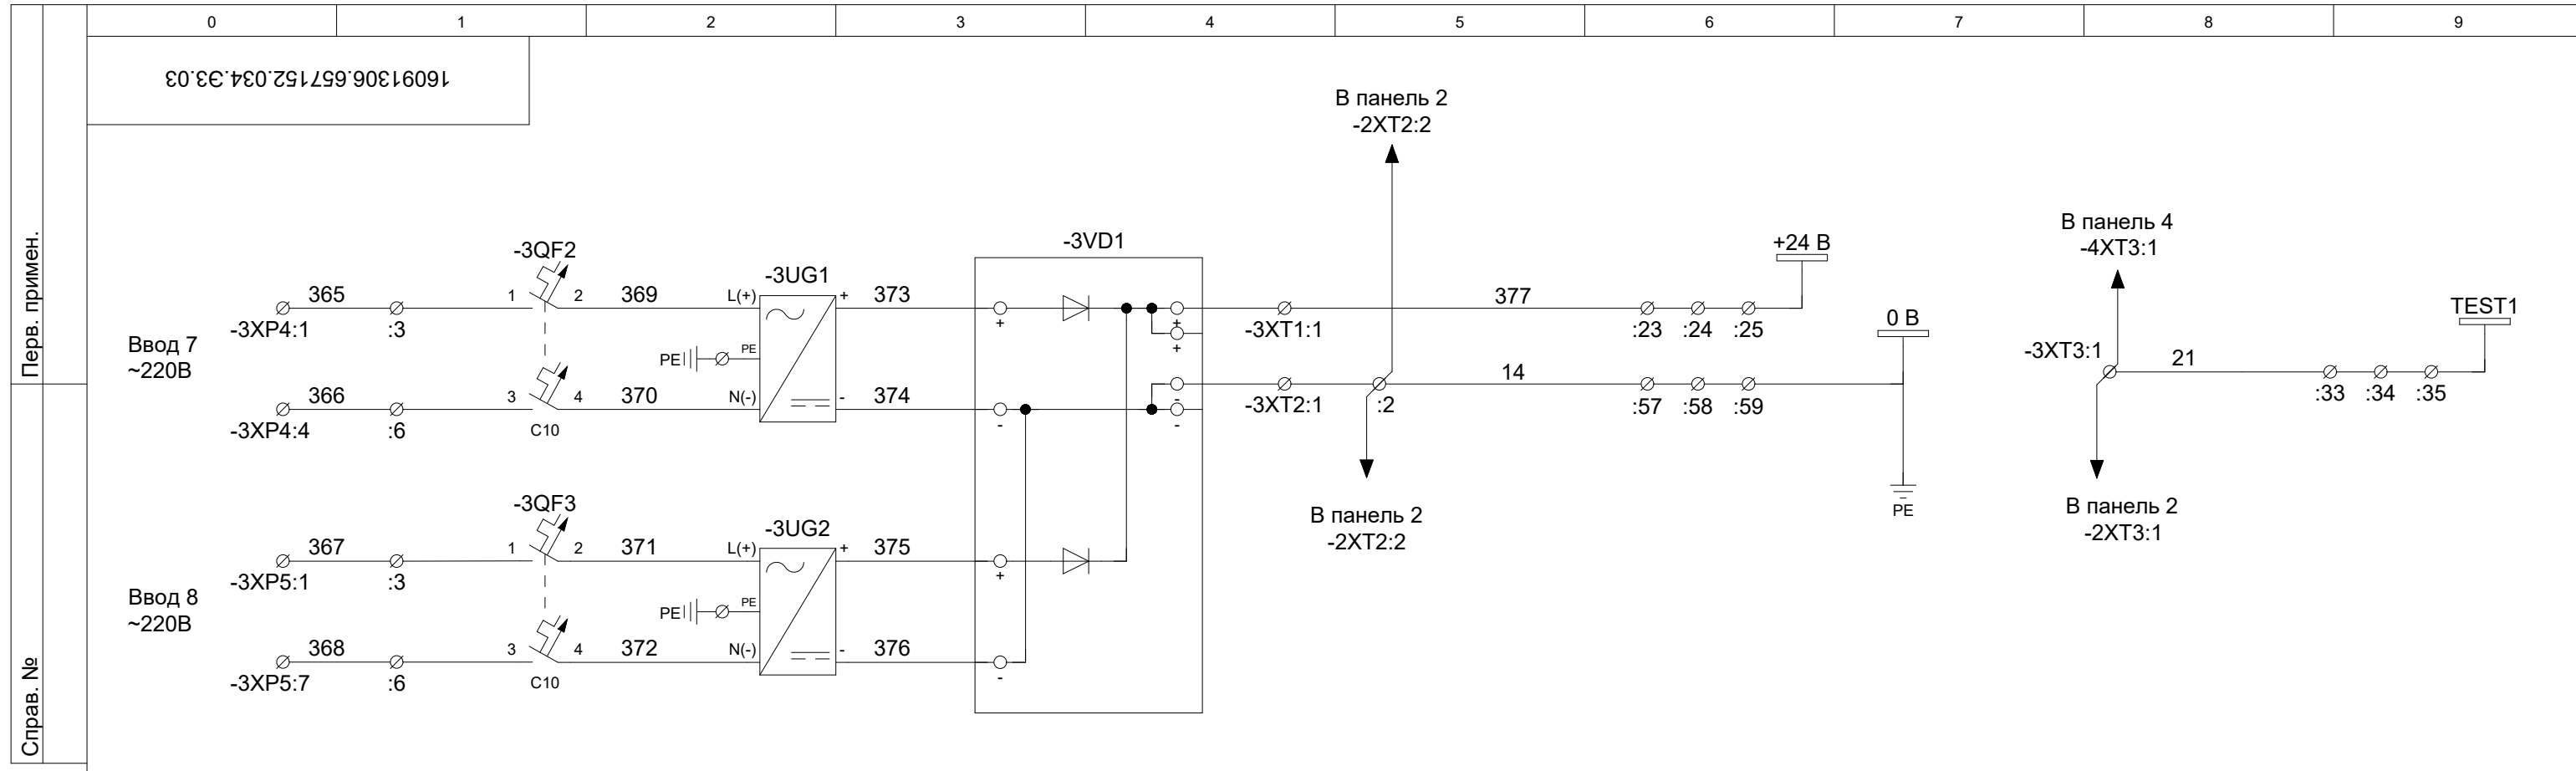 0 1 2 3 4 5 6 7 8 9
16091306.657152.034.ЭЗ.03
Перв. примен.
Справ. №
В панель 2
-2XT2:2
В панель 4
-4XT3:1
-3QF2
-3UG1
-3VD1
+24 В
0 В
TEST1
Ввод 7
~220В
365
-3XP4:1
:3
1
2
369
L(+)
+
373
+
+
+
-3XT1:1
377
:23
:24
:25
PE
PE
366
-3XP4:4
:6
3
4
C10
370
N(-)
-
374
-
-
-
-3XT2:1
:2
14
:57
:58
:59
PE
-3XT3:1
21
:33
:34
:35
В панель 2
-2XT2:2
В панель 2
-2XT3:1
-3QF3
-3UG2
Ввод 8
~220В
367
-3XP5:1
:3
1
2
371
L(+)
+
375
+
PE
PE
368
-3XP5:7
:6
3
4
C10
372
N(-)
-
376
-